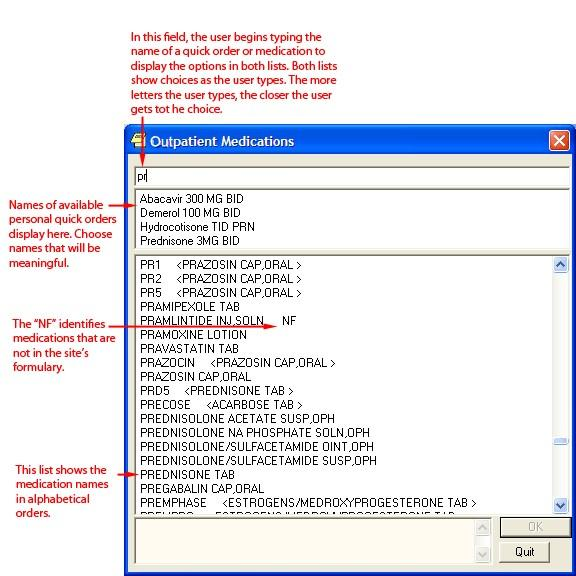 In this field, the user begins typing the
name of a quick order or medication to
display the options in both lists. Both lists
show choices as the user types. The more
letters the user types, the closer the user
gets tot he choice.
Outpatient Medications
pr
Names of available
personal quick orders
display here. Choose
names that will be
meaningful.
Abacavir 300 MG BID
Demerol 100 MG BID
Hydrocotisone TID PRN
Prednisone 3MG BID
PR1 <PRAZOSIN CAP,ORAL >
PR2 <PRAZOSIN CAP,ORAL >
PR5 <PRAZOSIN CAP,ORAL >
PRAMIPEXOLE TAB
PRAMLINTIDE INJ,SOLN NF
PRAMOXINE LOTION
PRAVASTATIN TAB
PRAZOCIN <PRAZOSIN CAP,ORAL >
PRAZOSIN CAP,ORAL
PRD5 <PREDNISONE TAB >
PRECOSE <ACARBOSE TAB >
PREDNISOLONE ACETATE SUSP,OPH
PREDNISOLONE NA PHOSPHATE SOLN,OPH
PREDNISOLONE/SULFACETAMIDE OINT,OPH
PREDNISOLONE/SULFACETAMIDE SUSP,OPH
PREDNISONE TAB
PREGABALIN CAP,ORAL
PREMPHASE <ESTROGENS/MEDROXYPROGESTERONE TAB >
The "NF" identifies
medications that are
not in the site's
formulary.
This list shows the
medication names
in alphabetical
orders.
OK
Quit